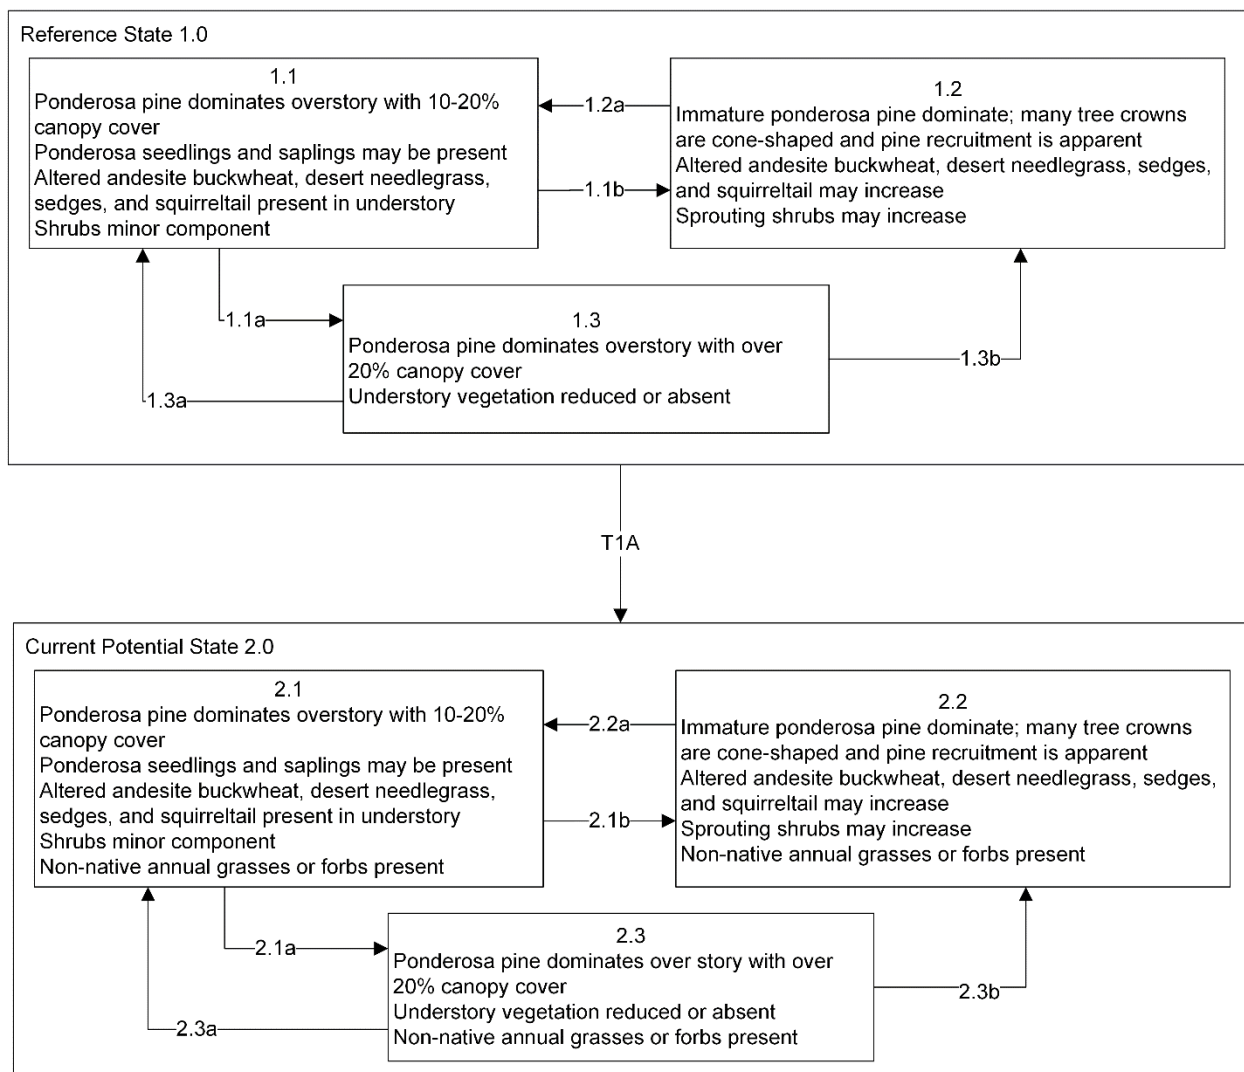 Reference State 1.0
1.1
Ponderosa pine dominates overstory with 10-20%
canopy cover
Ponderosa seedlings and saplings may be present
Altered andesite buckwheat, desert needlegrass,
sedges, and squirreltail present in understory
Shrubs minor component
1.2a
1.1b
1.2
Immature ponderosa pine dominate; many tree crowns
are cone-shaped and pine recruitment is apparent
Altered andesite buckwheat, desert needlegrass, sedges,
and squirreltail may increase
Sprouting shrubs may increase
1.1a
1.3a
1.3
Ponderosa pine dominates overstory with over
20% canopy cover
Understory vegetation reduced or absent
1.3b
T1A
Current Potential State 2.0
2.1
Ponderosa pine dominates overstory with 10-20%
canopy cover
Ponderosa seedlings and saplings may be present
Altered andesite buckwheat, desert needlegrass,
sedges, and squirreltail present in understory
Shrubs minor component
Non-native annual grasses or forbs present
2.2a
2.1b
2.2
Immature ponderosa pine dominate; many tree crowns
are cone-shaped and pine recruitment is apparent
Altered andesite buckwheat, desert needlegrass, sedges,
and squirreltail may increase
Sprouting shrubs may increase
Non-native annual grasses or forbs present
2.1a
2.3a
2.3
Ponderosa pine dominates over story with over
20% canopy cover
Understory vegetation reduced or absent
Non-native annual grasses or forbs present
2.3b